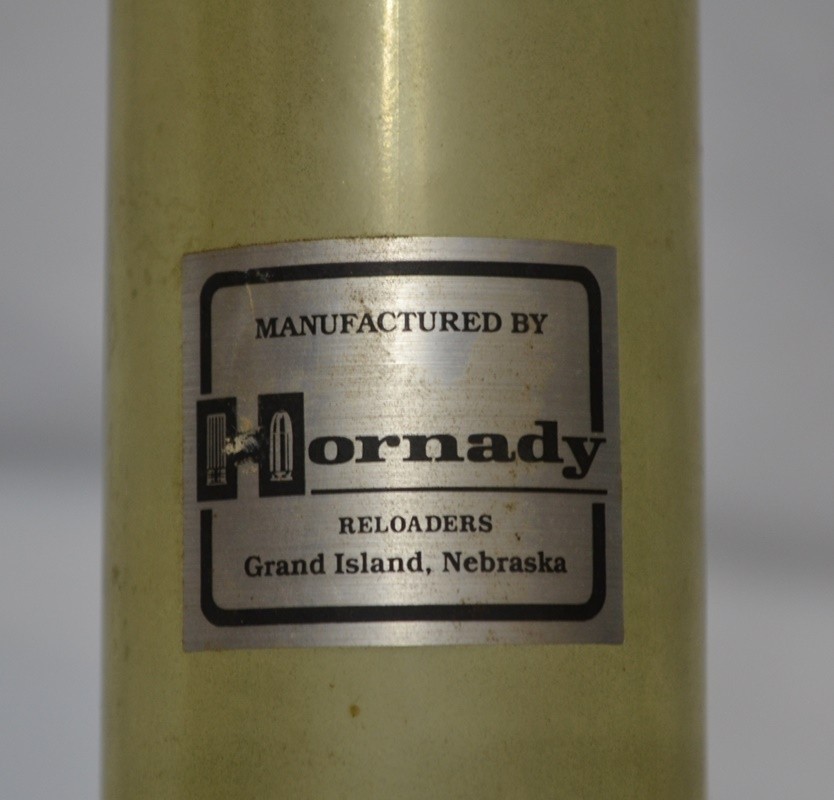 MANUFACTURED BY
Hornady
RELOADERS
Grand Island, Nebraska